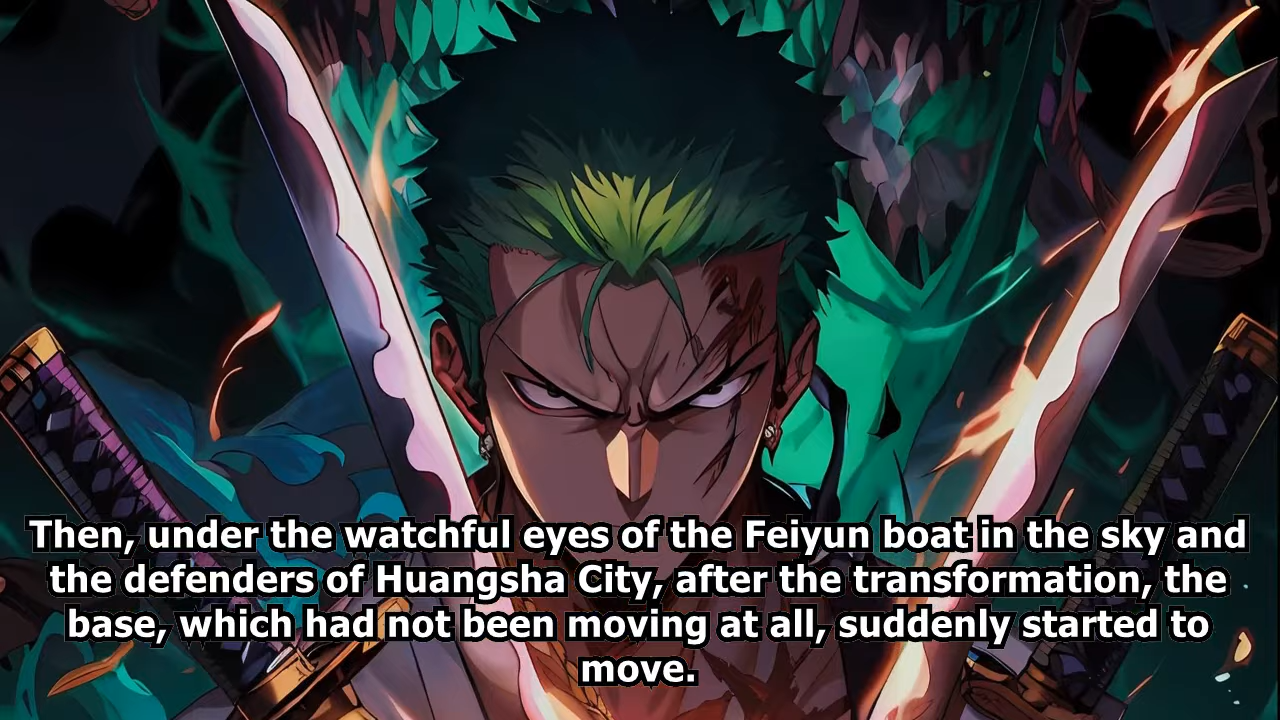 Then, under the watchful eyes of the Feiyun boat in the sky and
the defenders of Huangsha City, after the transformation, the
base, which had not been moving at all, suddenly started to
move.